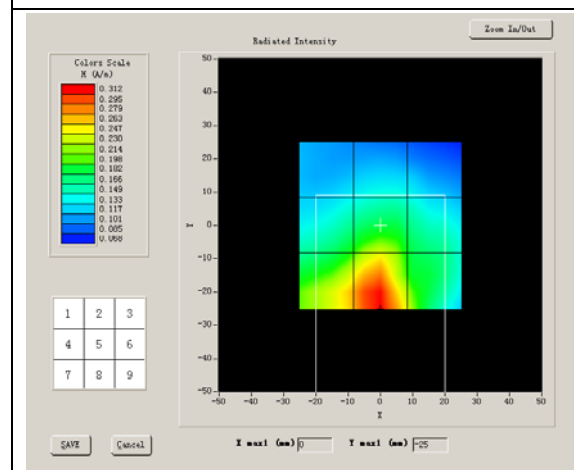 Zoom In/Out
Radiated Intensity
Colors Scale
H (A/m)
0.312
0.295
0.279
0.263
0.247
0.230
0.214
0.198
0.182
0.166
0.149
0.133
0.117
0.101
0.085
0.068
50
40
30
20
10
0
-10
-20
-30
-40
-50
Y
-50 -40 -30 -20 -10 0 10 20 30 40 50
X
1 2 3
4 5 6
7 8 9
SAVE Cancel
X max1 (mm) 0 Y max1 (mm) -25